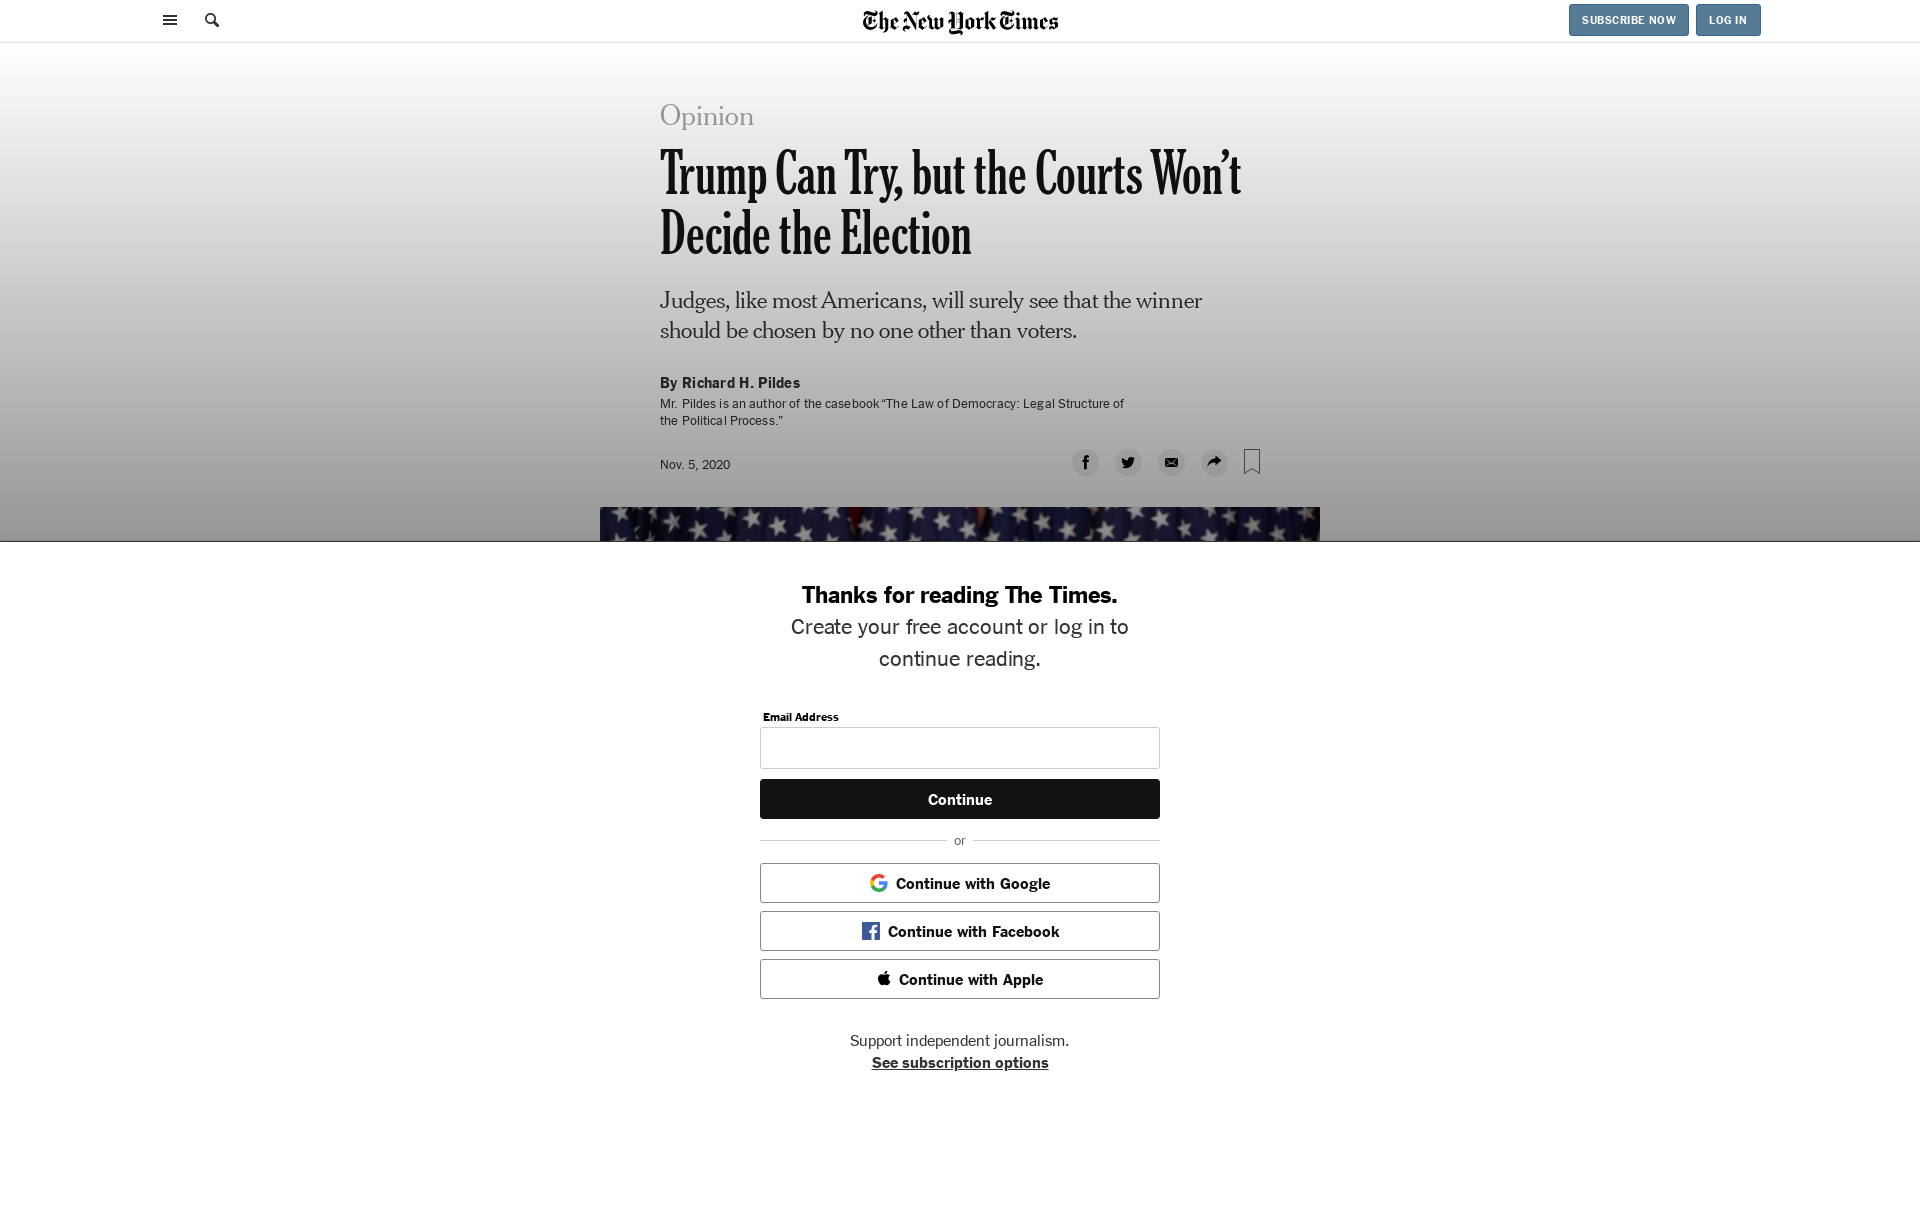 The New York Times
SUBSCRIBE NOW
LOG IN
Opinion
Trump Can Try, but the Courts Won’t
Decide the Election
Judges, like most Americans, will surely see that the winner
should be chosen by no one other than voters.
By Richard H. Pildes
Mr. Pildes is an author of the casebook “The Law of Democracy: Legal Structure of
the Political Process.”
Nov. 5, 2020
Thanks for reading The Times.
Create your free account or log in to
continue reading.
Email Address
Continue
or
Continue with Google
Continue with Facebook
Continue with Apple
Support independent journalism.
See subscription options